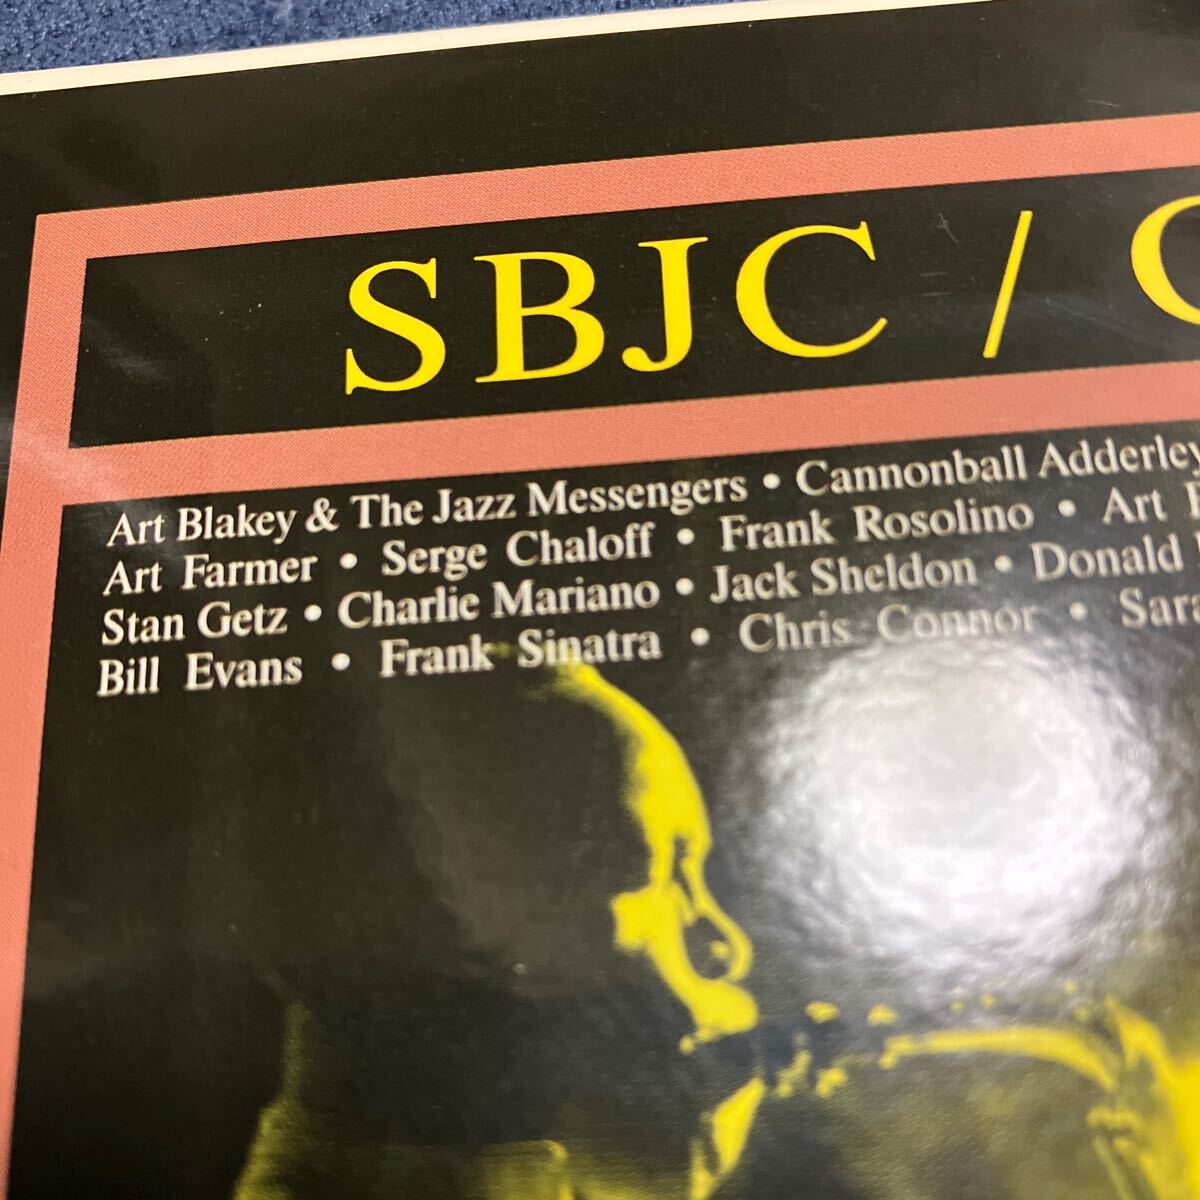 SBJC /
Art Blakey & The Jazz Messengers • Cannonball Adderley
Art Farmer • Serge Chaloff • Frank Rosolino • Art
Stan Getz • Charlie Mariano • Jack Sheldon • Donald
Bill Evans • Frank Sinatra • Chris Connor •